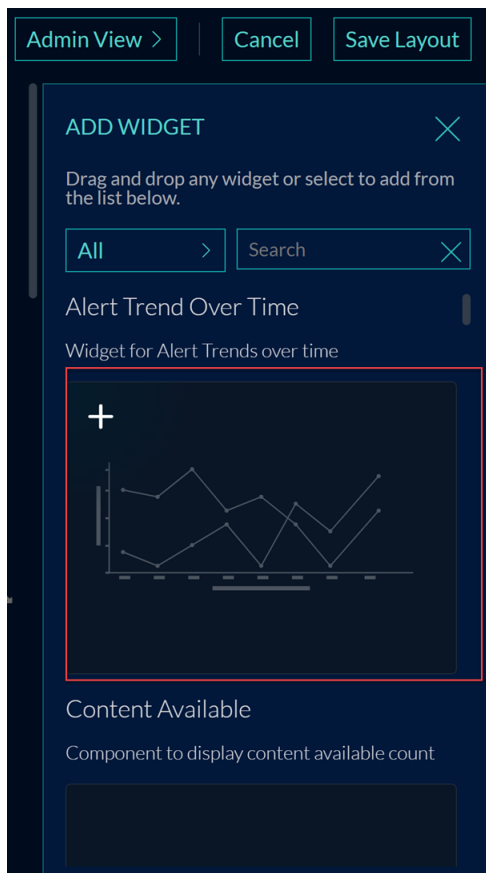 Admin View >
Cancel
Save Layout
ADD WIDGET
Drag and drop any widget or select to add from
the list below.
All
Search
Alert Trend Over Time
Widget for Alert Trends over time
Content Available
Component to display content available count